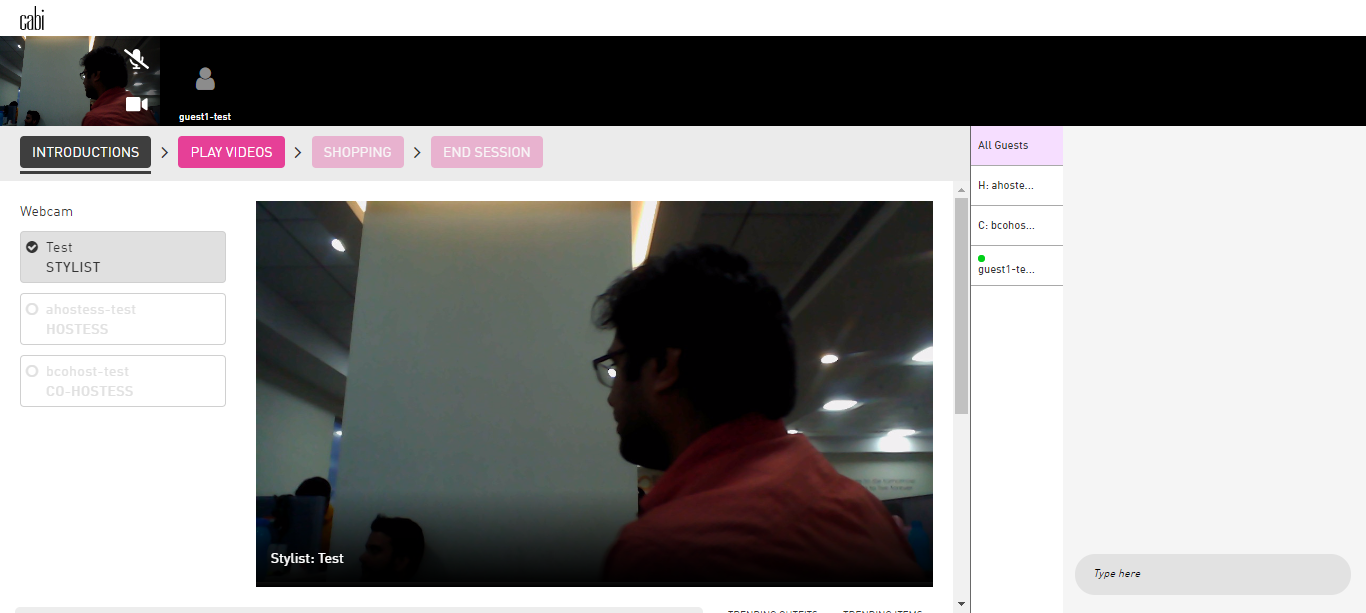 cabi
guest1-test
INTRODUCTIONS
PLAY VIDEOS
SHOPPING
END SESSION
All Guests
H: ahoste...
C: bcohos...
guest1-te...
Webcam
Test
STYLIST
ahostess-test
HOSTESS
bcohost-test
CO-HOSTESS
Stylist: Test
Type here
TRENDING OUTFITS
TRENDING ITEMS